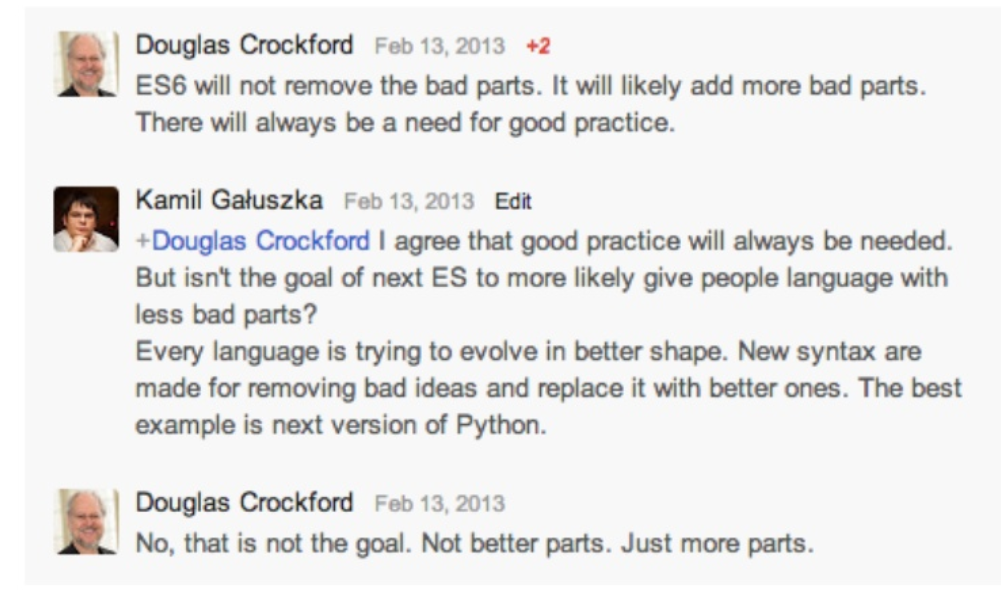 Douglas Crockford Feb 13, 2013 +2
ES6 will not remove the bad parts. It will likely add more bad parts.
There will always be a need for good practice.
Kamil Gałuszka Feb 13, 2013 Edit
+Douglas Crockford I agree that good practice will always be needed.
But isn't the goal of next ES to more likely give people language with
less bad parts?
Every language is trying to evolve in better shape. New syntax are
made for removing bad ideas and replace it with better ones. The best
example is next version of Python.
Douglas Crockford Feb 13, 2013
No, that is not the goal. Not better parts. Just more parts.